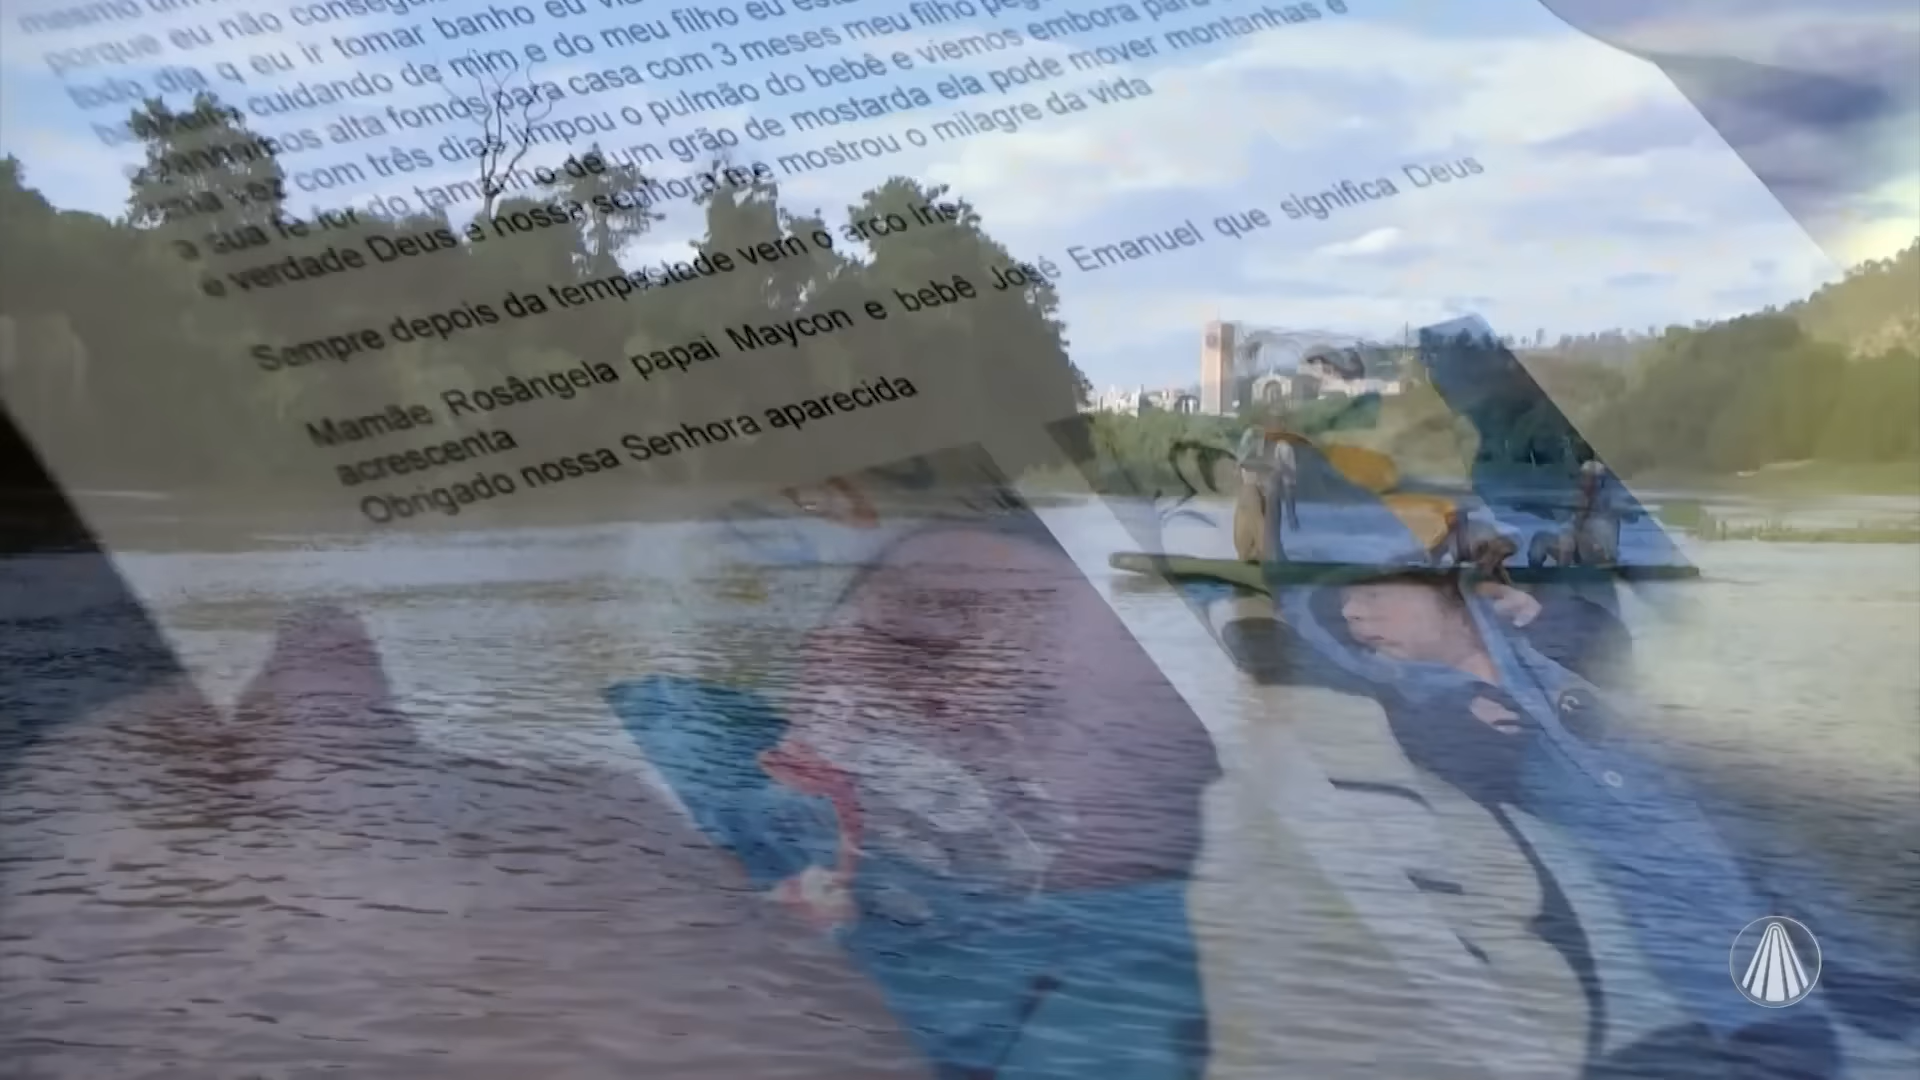 porque eu não
todo dia q eu ir tomar banho eu
cuidando de mim e do meu filho eu
alta fomos para casa com 3 meses meu filho
vez com três dias limpou o pulmão do bebê e viemos embora para
a sua fé for do tamanho de um grão de mostarda ela pode mover montanhas e
é verdade Deus e nossa senhora me mostrou o milagre da vida
Sempre depois da tempestade vem o arco iris
Mamãe Rosângela papai Maycon e bebê José Emanuel que significa Deus
acrescenta
Obrigado nossa Senhora aparecida